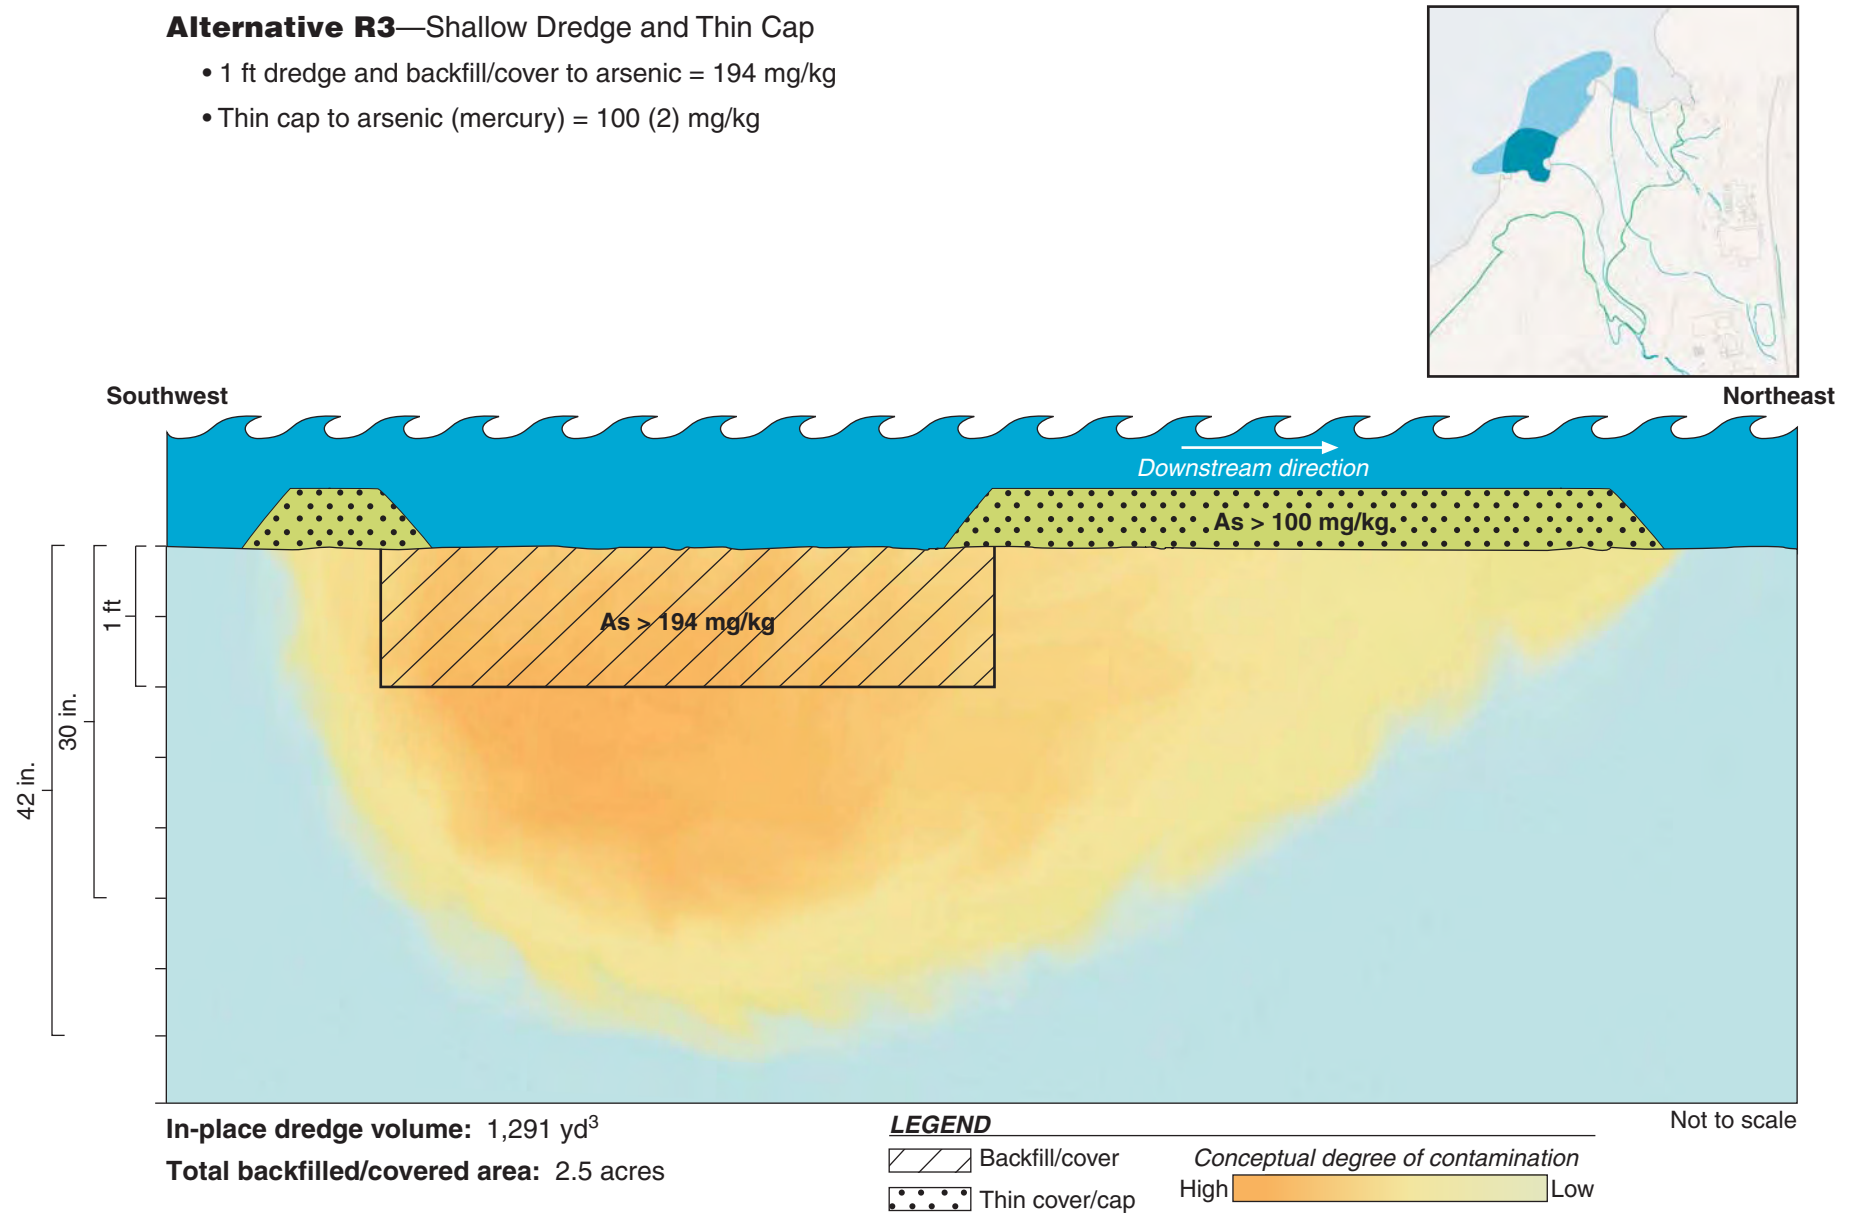 Alternative R3—Shallow Dredge and Thin Cap
• 1 ft dredge and backfill/cover to arsenic = 194 mg/kg
• Thin cap to arsenic (mercury) = 100 (2) mg/kg
Southwest
Northeast
Downstream direction
As > 100 mg/kg
As > 194 mg/kg
1 ft
30 in.
42 in.
In-place dredge volume: 1,291 yd³
Total backfilled/covered area: 2.5 acres
Not to scale
LEGEND
Backfill/cover
Thin cover/cap
Conceptual degree of contamination
High
Low